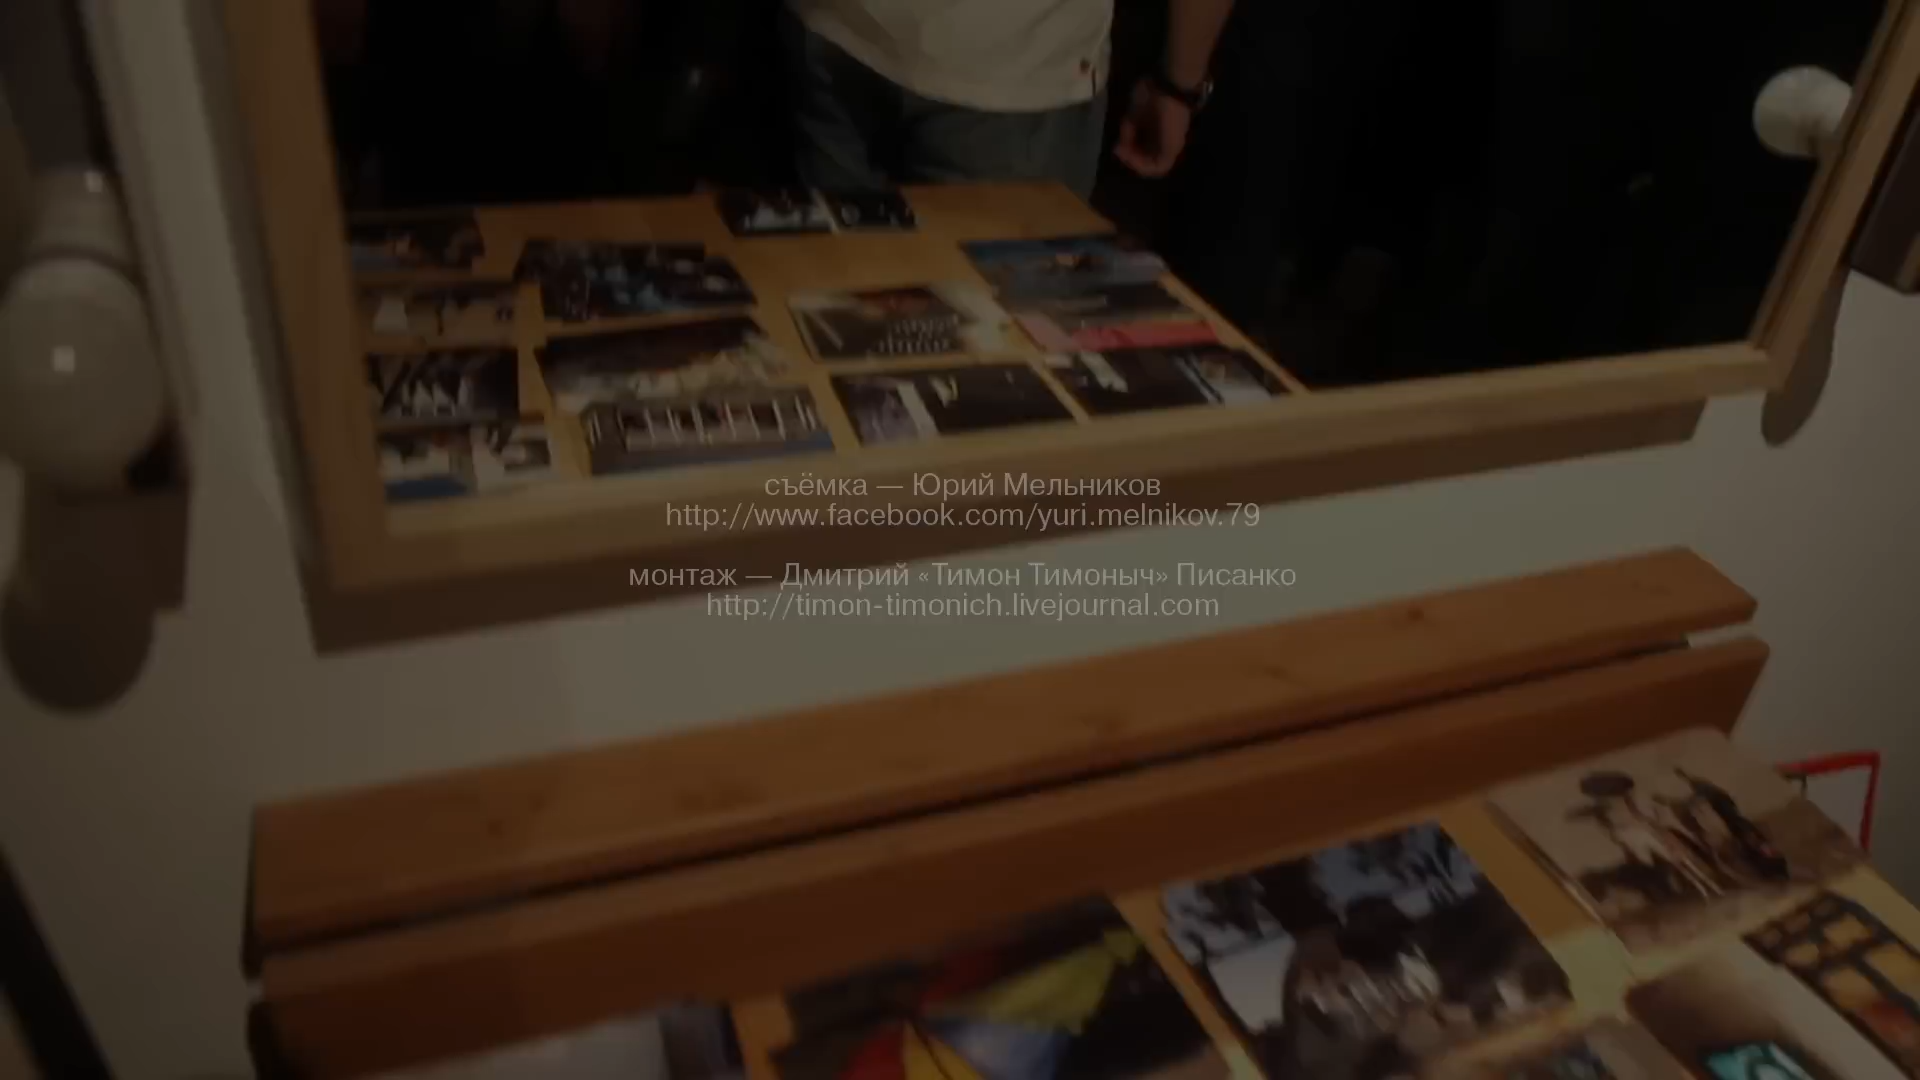 съёмка — Юрий Мельников
http://www.facebook.com/yuri.melnikov.79
монтаж — Дмитрий «Тимон Тимоныч» Писанко
http://timon-timonich.livejournal.com